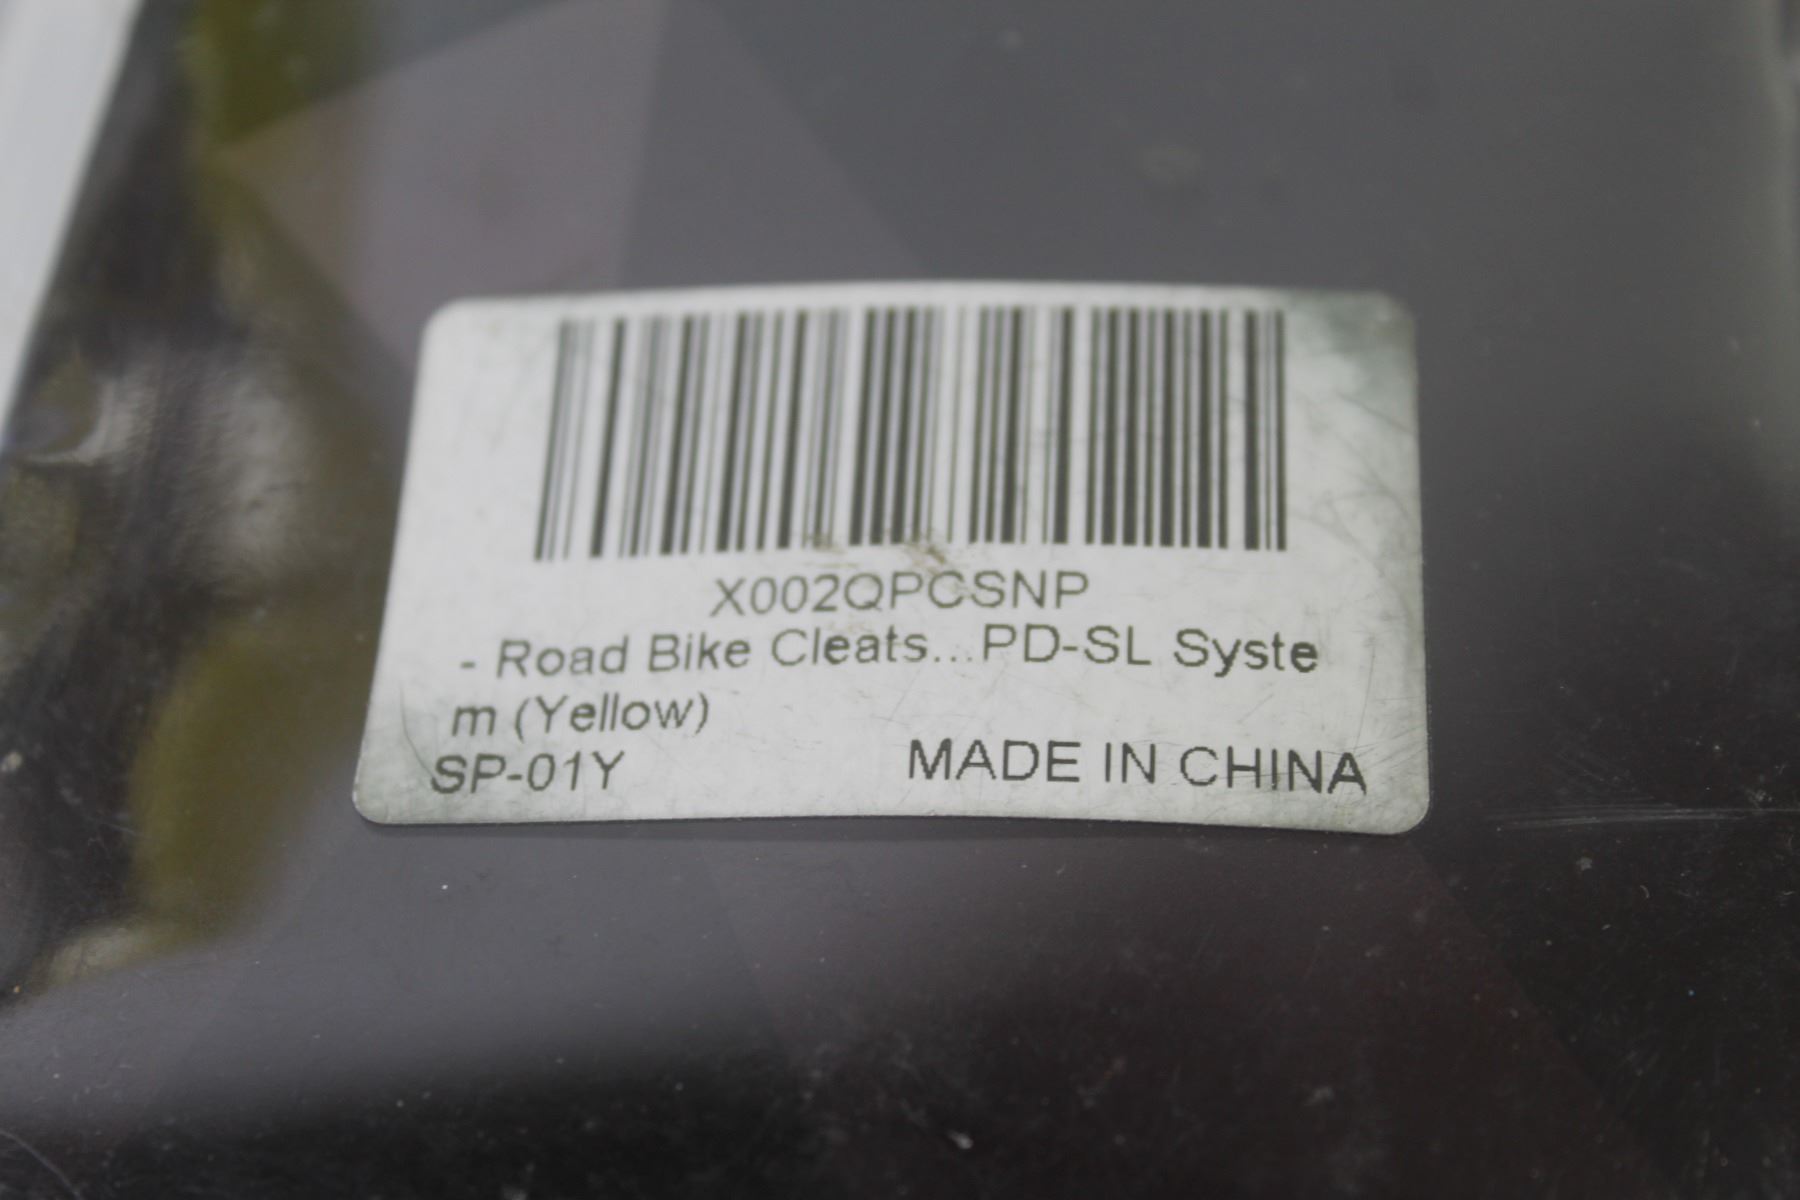 X002QPCSNP
- Road Bike Cleats...PD-SL Syste
m (Yellow)
SP-01Y
MADE IN CHINA